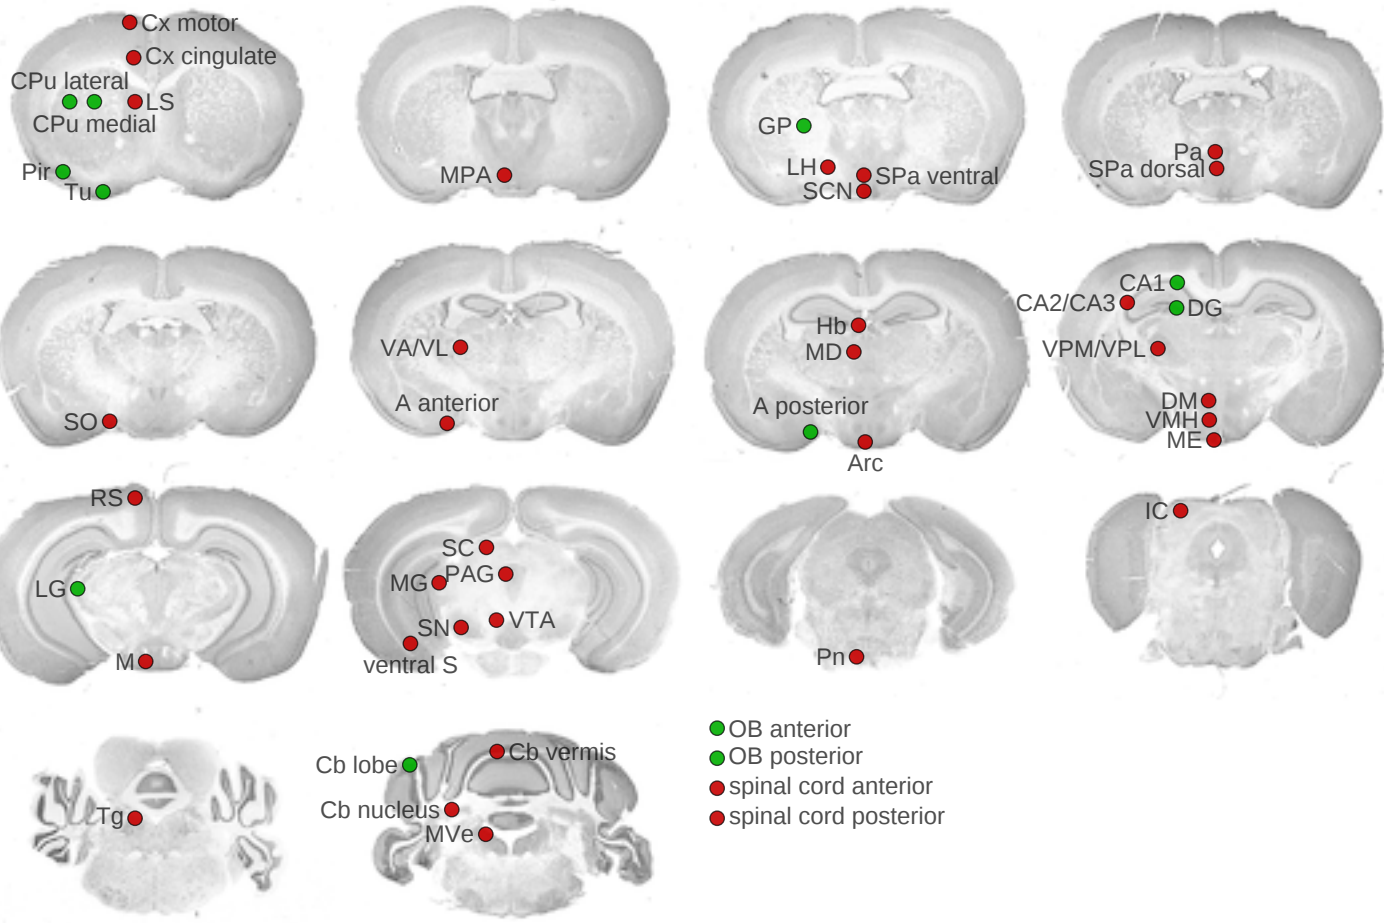 Cx motor
Cx cingulate
CPu lateral
LS
CPu medial
Pir
Tu
MPA
GP
LH
SPa ventral
SCN
Pa
SPa dorsal
SO
VA/VL
A anterior
Hb
MD
A posterior
Arc
CA1
CA2/CA3
DG
VPM/VPL
DM
VMH
ME
RS
LG
M
SC
PAG
MG
VTA
SN
ventral S
Pn
IC
Tg
Cb lobe
Cb vermis
Cb nucleus
MVe
OB anterior
OB posterior
spinal cord anterior
spinal cord posterior